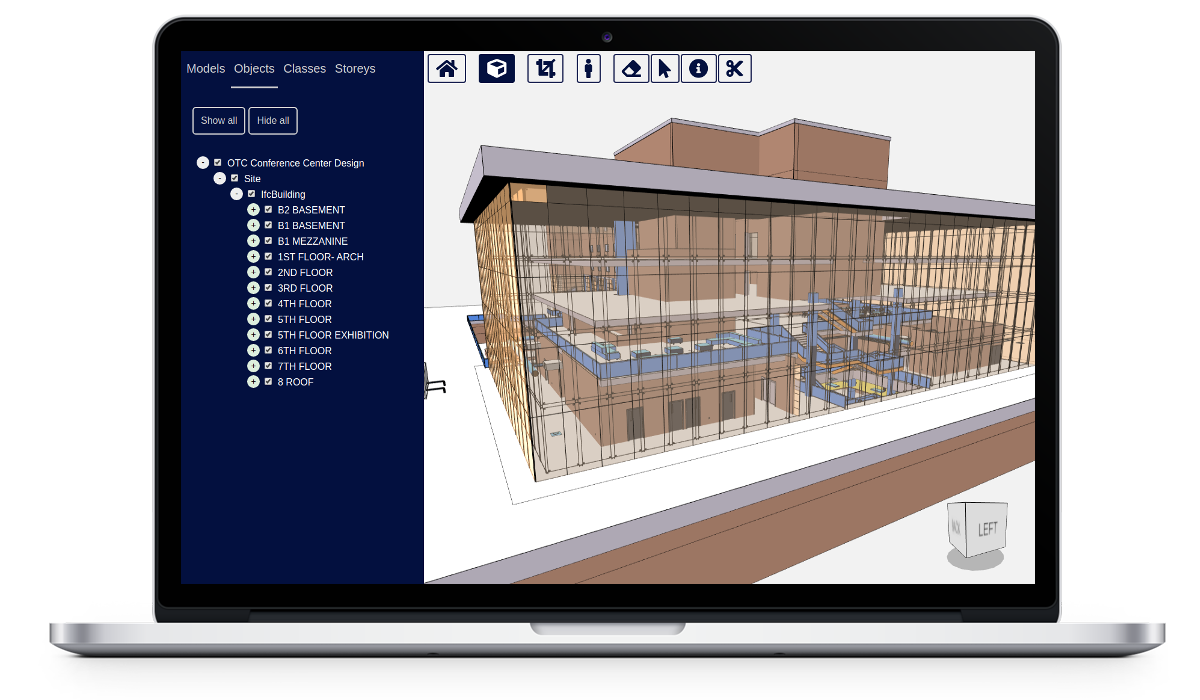 Models Objects Classes Storeys
Show all Hide all
- OTC Conference Center Design
- Site
- IfcBuilding
+ B2 BASEMENT
+ B1 BASEMENT
+ B1 MEZZANINE
+ 1ST FLOOR- ARCH
+ 2ND FLOOR
+ 3RD FLOOR
+ 4TH FLOOR
+ 5TH FLOOR
+ 5TH FLOOR EXHIBITION
+ 6TH FLOOR
+ 7TH FLOOR
+ 8 ROOF
LEFT